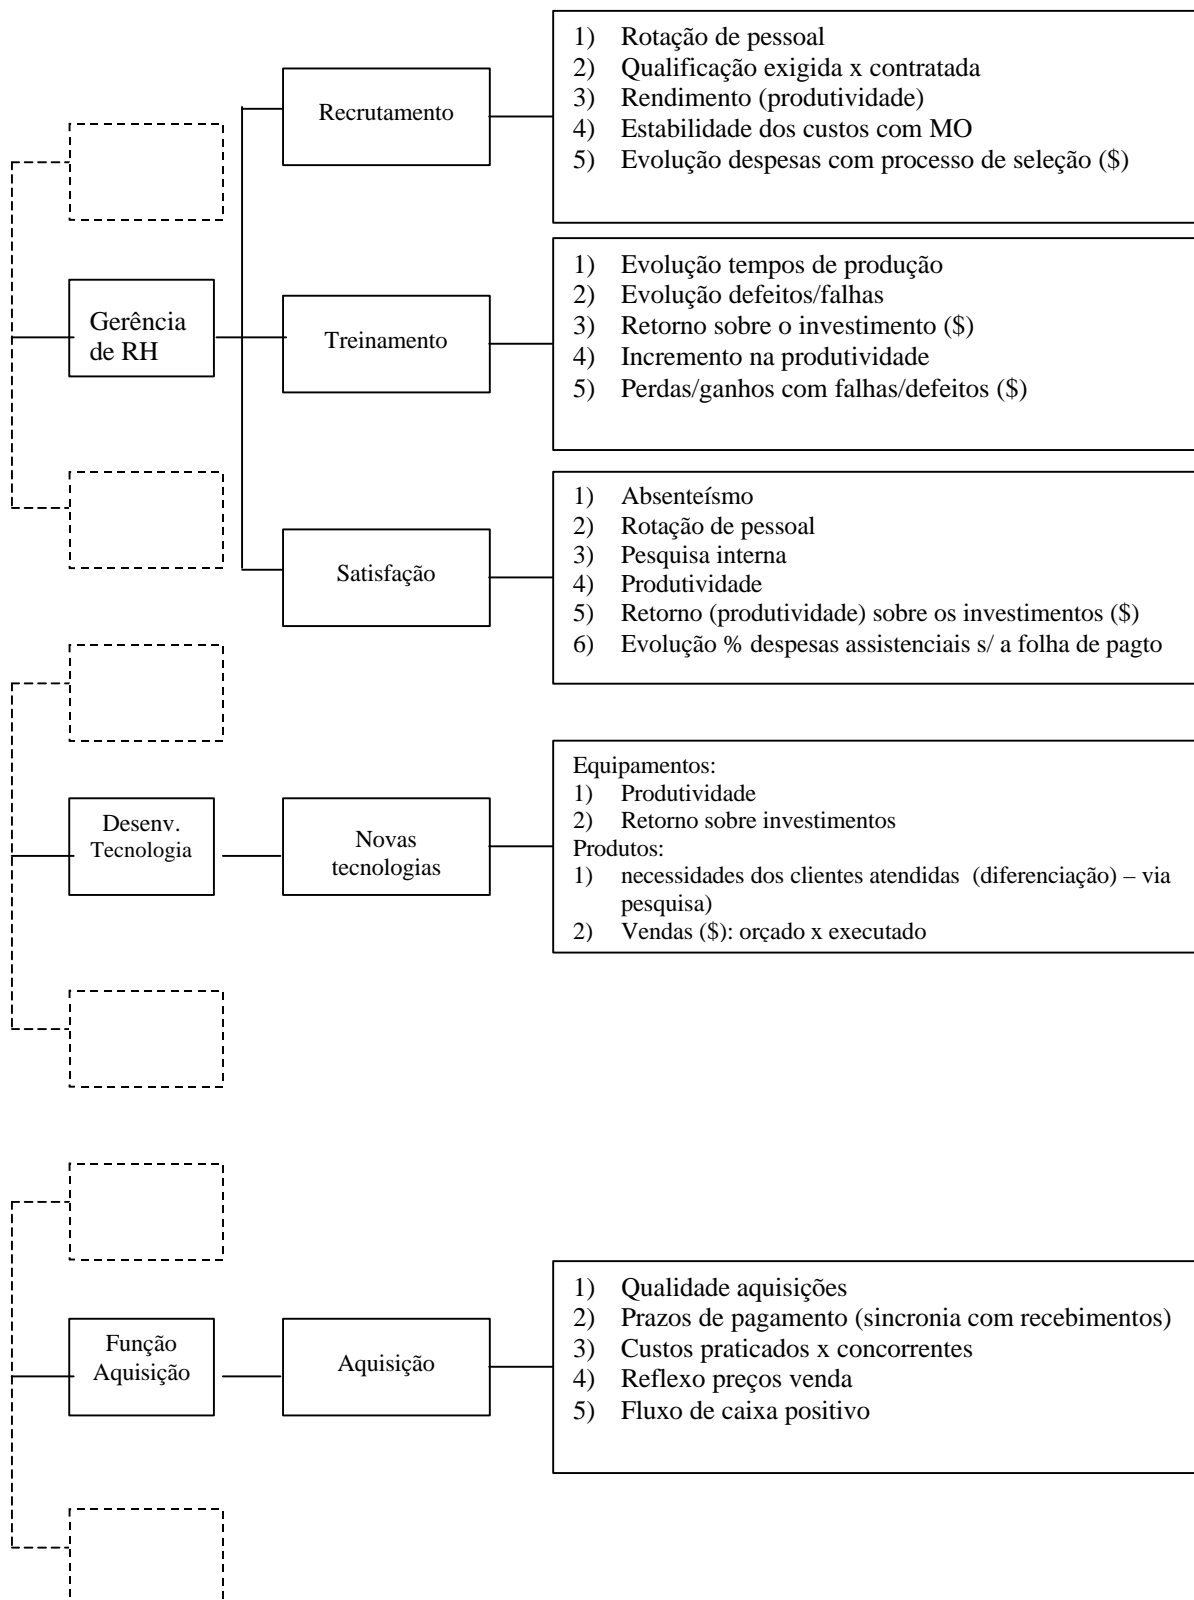 Recrutamento
1) Rotação de pessoal
2) Qualificação exigida x contratada
3) Rendimento (produtividade)
4) Estabilidade dos custos com MO
5) Evolução despesas com processo de seleção ($)
Gerência
de RH
Treinamento
1) Evolução tempos de produção
2) Evolução defeitos/falhas
3) Retorno sobre o investimento ($)
4) Incremento na produtividade
5) Perdas/ganhos com falhas/defeitos ($)
Satisfação
1) Absenteísmo
2) Rotação de pessoal
3) Pesquisa interna
4) Produtividade
5) Retorno (produtividade) sobre os investimentos ($)
6) Evolução % despesas assistenciais s/ a folha de pagto
Desenv.
Tecnologia
Novas
tecnologias
Equipamentos:
1) Produtividade
2) Retorno sobre investimentos
Produtos:
1) necessidades dos clientes atendidas (diferenciação) – via
pesquisa)
2) Vendas ($): orçado x executado
Função
Aquisição
Aquisição
1) Qualidade aquisições
2) Prazos de pagamento (sincronia com recebimentos)
3) Custos praticados x concorrentes
4) Reflexo preços venda
5) Fluxo de caixa positivo